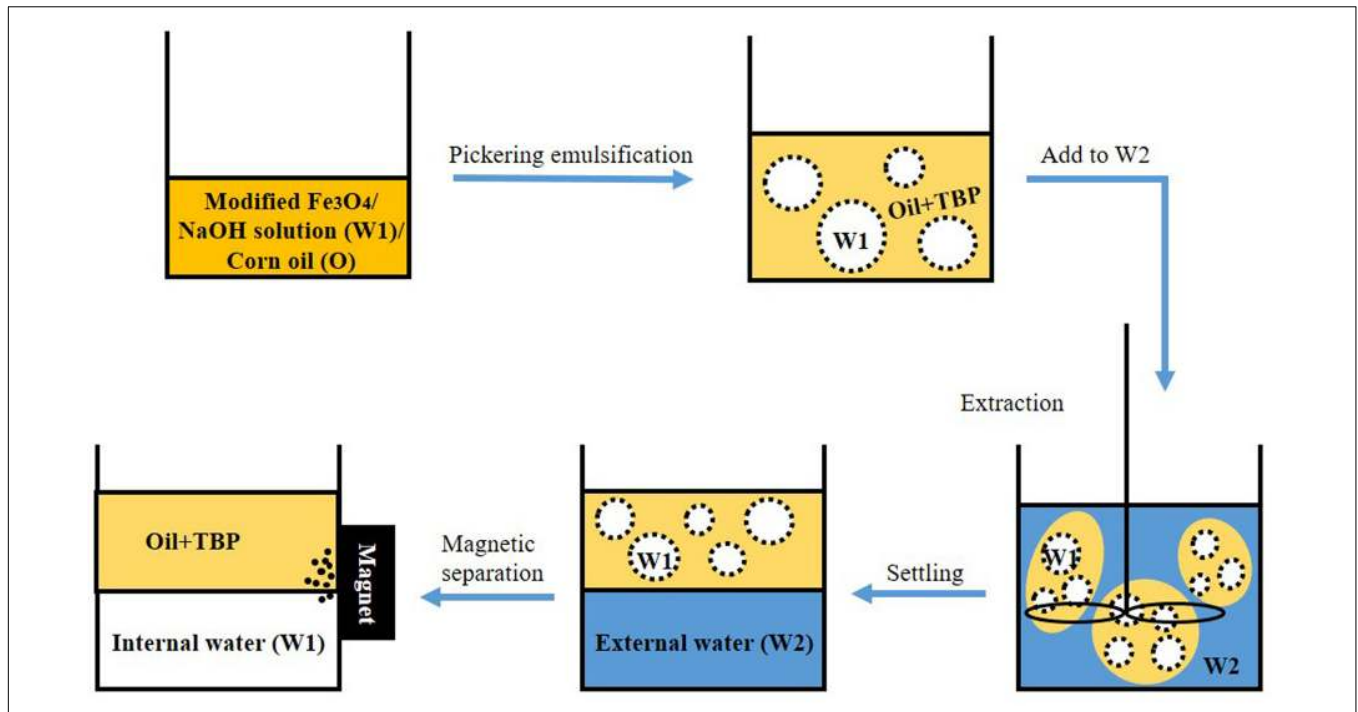 Modified Fe3O4/
NaOH solution (W1)/
Corn oil (O)
Pickering emulsification
Oil+TBP
W1
Add to W2
Extraction
W1
W2
Settling
W1
External water (W2)
Magnetic
separation
Oil+TBP
Magnet
Internal water (W1)